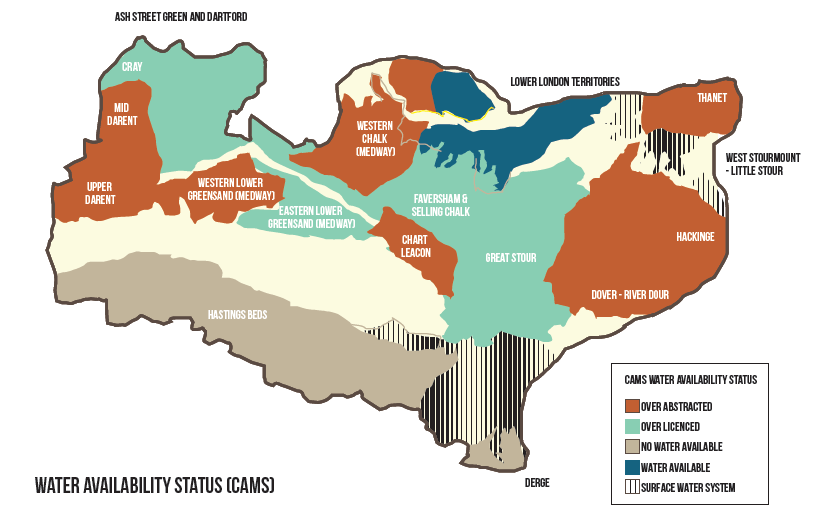 ASH STREET GREEN AND DARTFORD
CRAY
LOWER LONDON TERRITORIES
MID
DARENT
THANET
WESTERN
CHALK
(MEDWAY)
WEST STOURMOUNT
- LITTLE STOUR
UPPER
DARENT
WESTERN LOWER
GREENSAND (MEDWAY)
FAVERSHAM &
SELLING CHALK
EASTERN LOWER
GREENSAND (MEDWAY)
CHART
LEACON
HACKINGE
GREAT STOUR
DOVER - RIVER DOUR
HASTINGS BEDS
CAMS WATER AVAILABILITY STATUS
OVER ABSTRACTED
OVER LICENCED
NO WATER AVAILABLE
WATER AVAILABLE
SURFACE WATER SYSTEM
DERGE
WATER AVAILABILITY STATUS (CAMS)